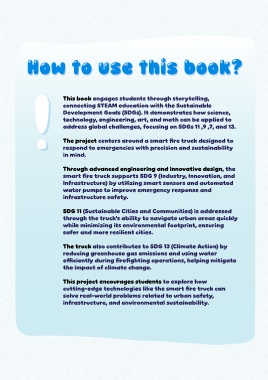 How to use this book?
!
This book engages students through storytelling,
connecting STEAM education with the Sustainable
Development Goals (SDGs). It demonstrates how science,
technology, engineering, art, and math can be applied to
address global challenges, focusing on SDGs 11 ,9 ,7, and 13.
The project centers around a smart fire truck designed to
respond to emergencies with precision and sustainability
in mind.
Through advanced engineering and innovative design, the
smart fire truck supports SDG 9 (Industry, Innovation, and
Infrastructure) by utilizing smart sensors and automated
water pumps to improve emergency response and
infrastructure safety.
SDG 11 (Sustainable Cities and Communities) is addressed
through the truck's ability to navigate urban areas quickly
while minimizing its environmental footprint, ensuring
safer and more resilient cities.
The truck also contributes to SDG 13 (Climate Action) by
reducing greenhouse gas emissions and using water
efficiently during firefighting operations, helping mitigate
the impact of climate change.
This project encourages students to explore how
cutting-edge technologies like the smart fire truck can
solve real-world problems related to urban safety,
infrastructure, and environmental sustainability.